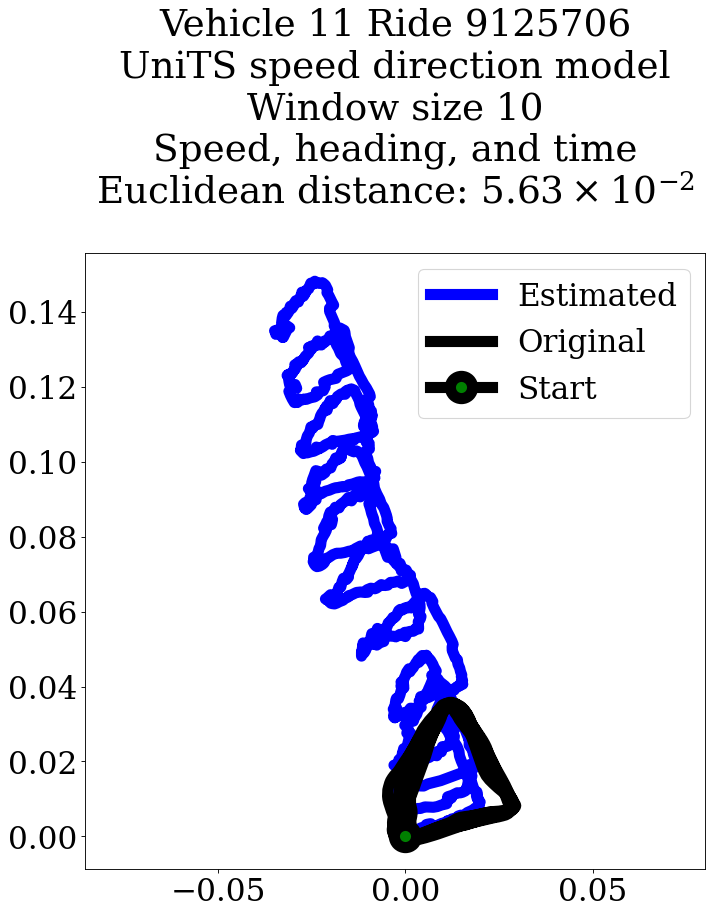 Vehicle 11 Ride 9125706
UniTS speed direction model
Window size 10
Speed, heading, and time
Euclidean distance: $5.63 \times 10^{-2}$
Estimated
Original
Start
0.14
0.12
0.10
0.08
0.06
0.04
0.02
0.00
−0.05
0.00
0.05